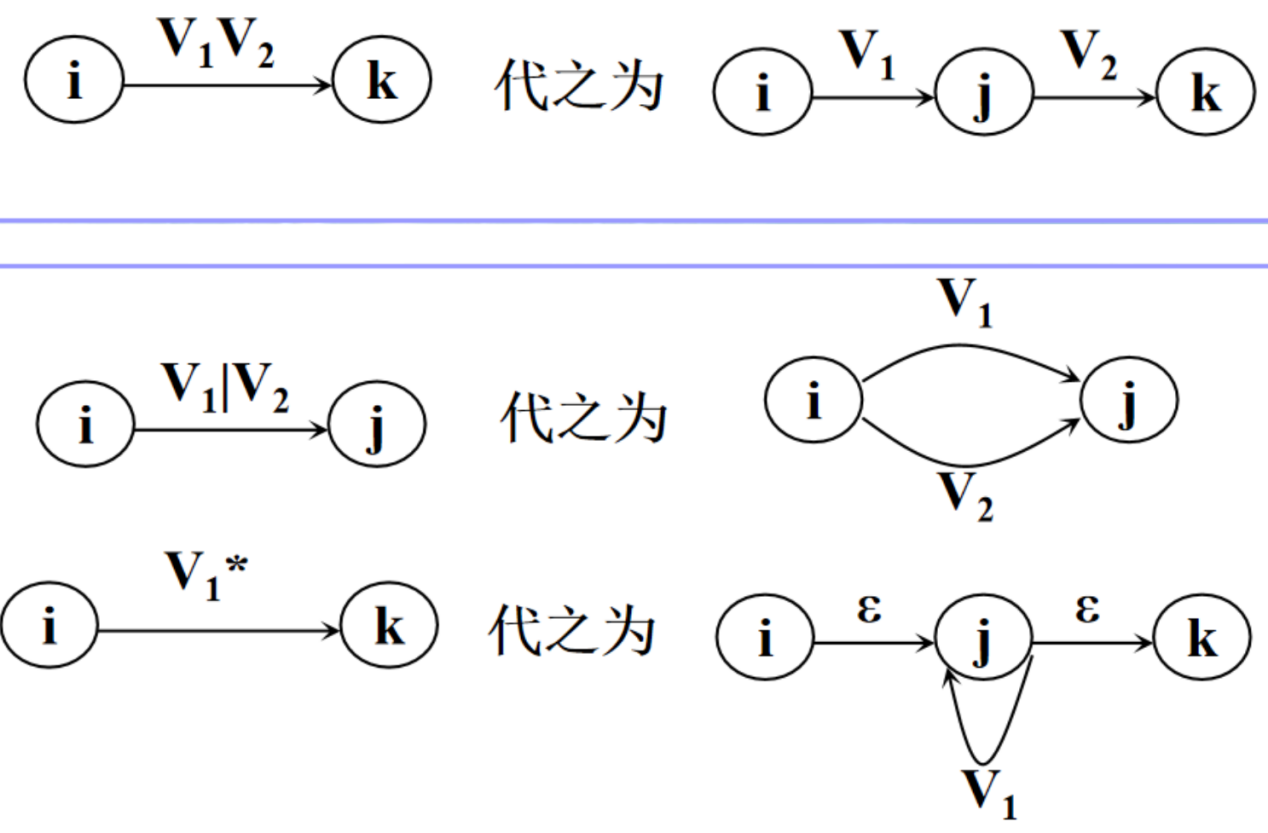 V₁V₂
i k 代之为 i V₁ j V₂ k
V₁|V₂
i j 代之为 i V₁ j
V₂
V₁*
i k 代之为 i ε j ε k
V₁